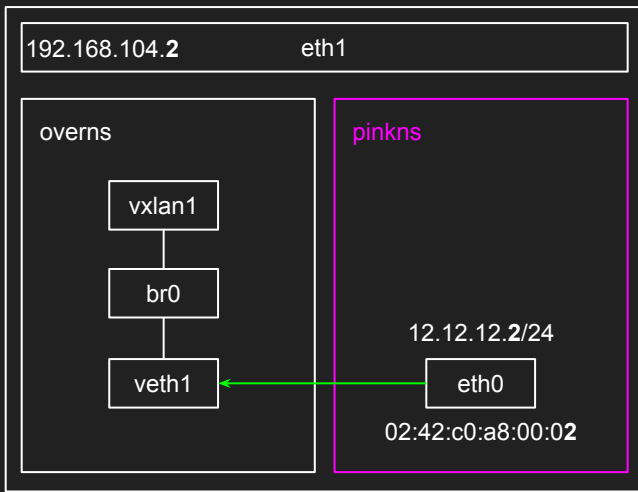 192.168.104.2 eth1
overns
pinkns
vxlan1
br0
12.12.12.2/24
veth1
eth0
02:42:c0:a8:00:02